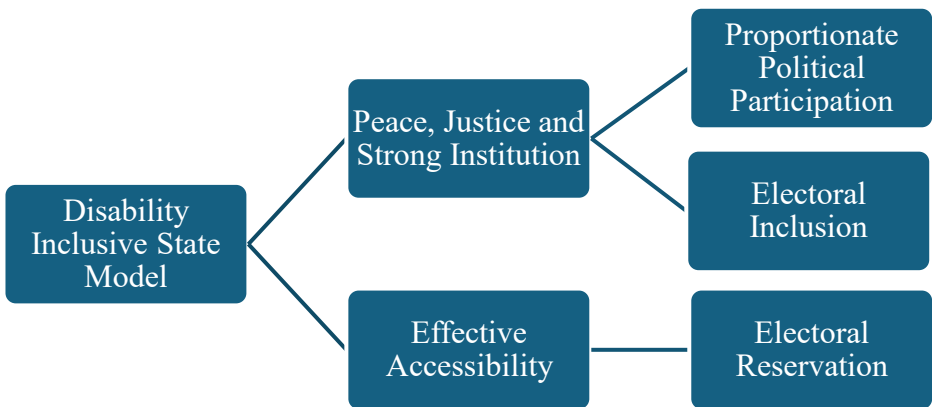 Disability
Inclusive State
Model
Peace, Justice and
Strong Institution
Proportionate
Political
Participation
Electoral
Inclusion
Effective
Accessibility
Electoral
Reservation